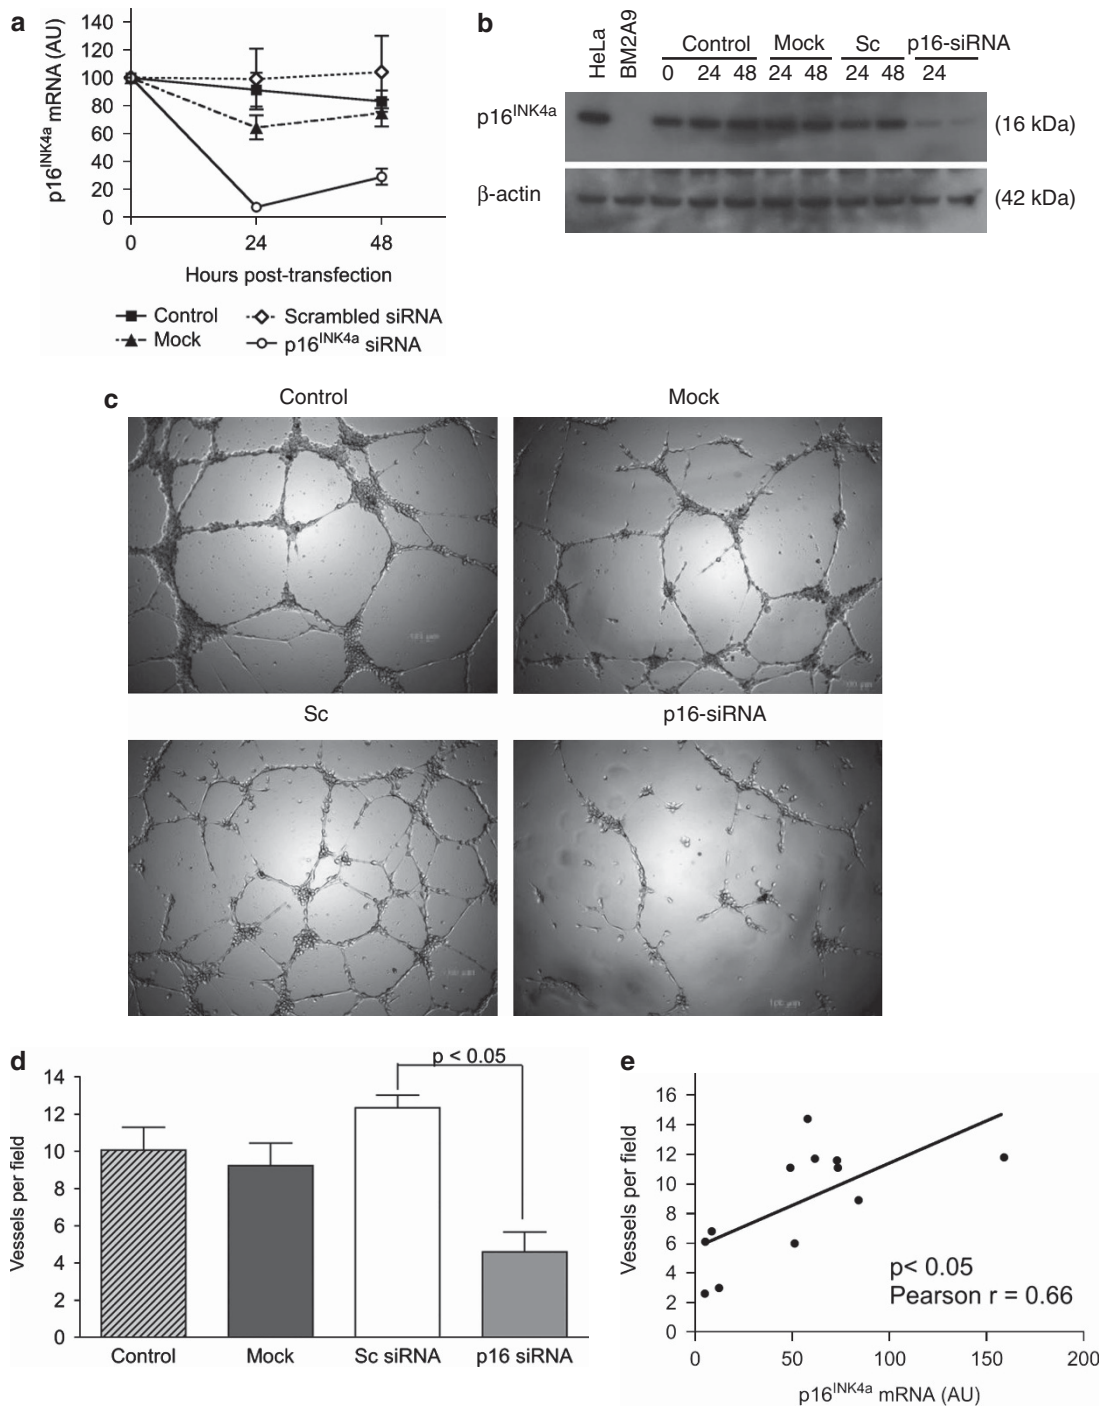 a
140
120
100
80
60
40
20
0
p16INK4a mRNA (AU)
0 24 48
Hours post-transfection
Control
Mock
Scrambled siRNA
p16INK4a siRNA
b
HeLa
BM2A9
Control Mock Sc p16-siRNA
0 24 48 24 48 24 48 24
p16INK4a
(16 kDa)
β-actin
(42 kDa)
c
Control
Mock
Sc
p16-siRNA
100 µm
d
14
12
10
8
6
4
2
0
Vessels per field
p < 0.05
Control Mock Sc siRNA p16 siRNA
e
16
14
12
10
8
6
4
2
0
Vessels per field
p< 0.05
Pearson r = 0.66
0 50 100 150 200
p16INK4a mRNA (AU)